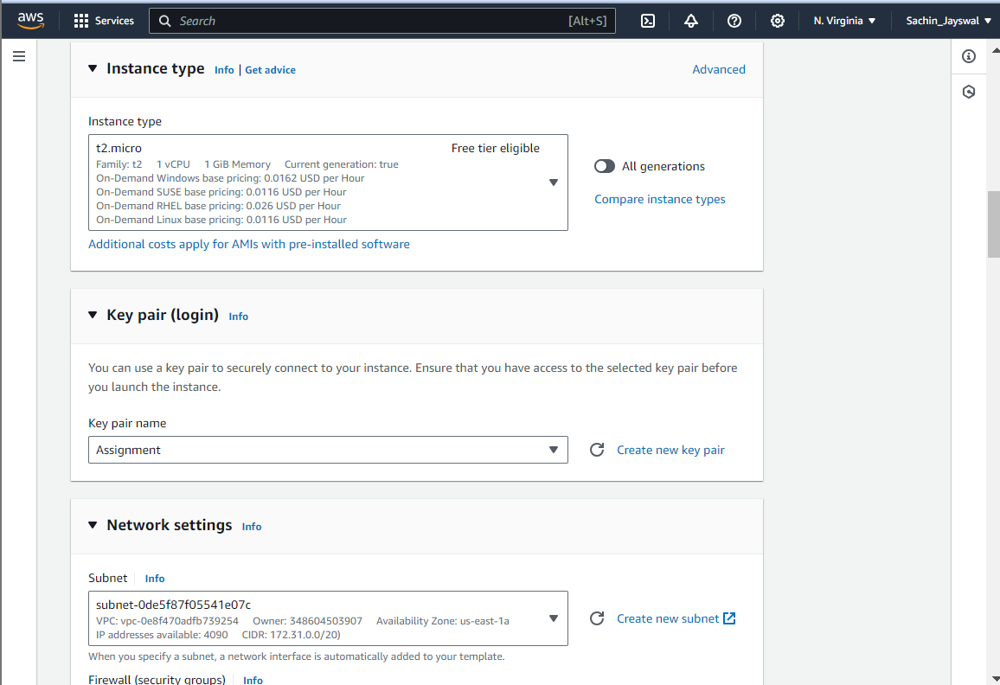 aws Services Search [Alt+S] N. Virginia Sachin_Jayswal
Instance type Info | Get advice Advanced
Instance type
t2.micro Free tier eligible
Family: t2 1 vCPU 1 GiB Memory Current generation: true
On-Demand Windows base pricing: 0.0162 USD per Hour
On-Demand SUSE base pricing: 0.0116 USD per Hour
On-Demand RHEL base pricing: 0.026 USD per Hour
On-Demand Linux base pricing: 0.0116 USD per Hour
All generations
Compare instance types
Additional costs apply for AMIs with pre-installed software
Key pair (login) Info
You can use a key pair to securely connect to your instance. Ensure that you have access to the selected key pair before
you launch the instance.
Key pair name
Assignment Create new key pair
Network settings Info
Subnet Info
subnet-0de5f87f05541e07c
VPC: vpc-0e8f470adfb739254 Owner: 348604503907 Availability Zone: us-east-1a
IP addresses available: 4090 CIDR: 172.31.0.0/20)
Create new subnet
When you specify a subnet, a network interface is automatically added to your template.
Firewall (security groups) Info